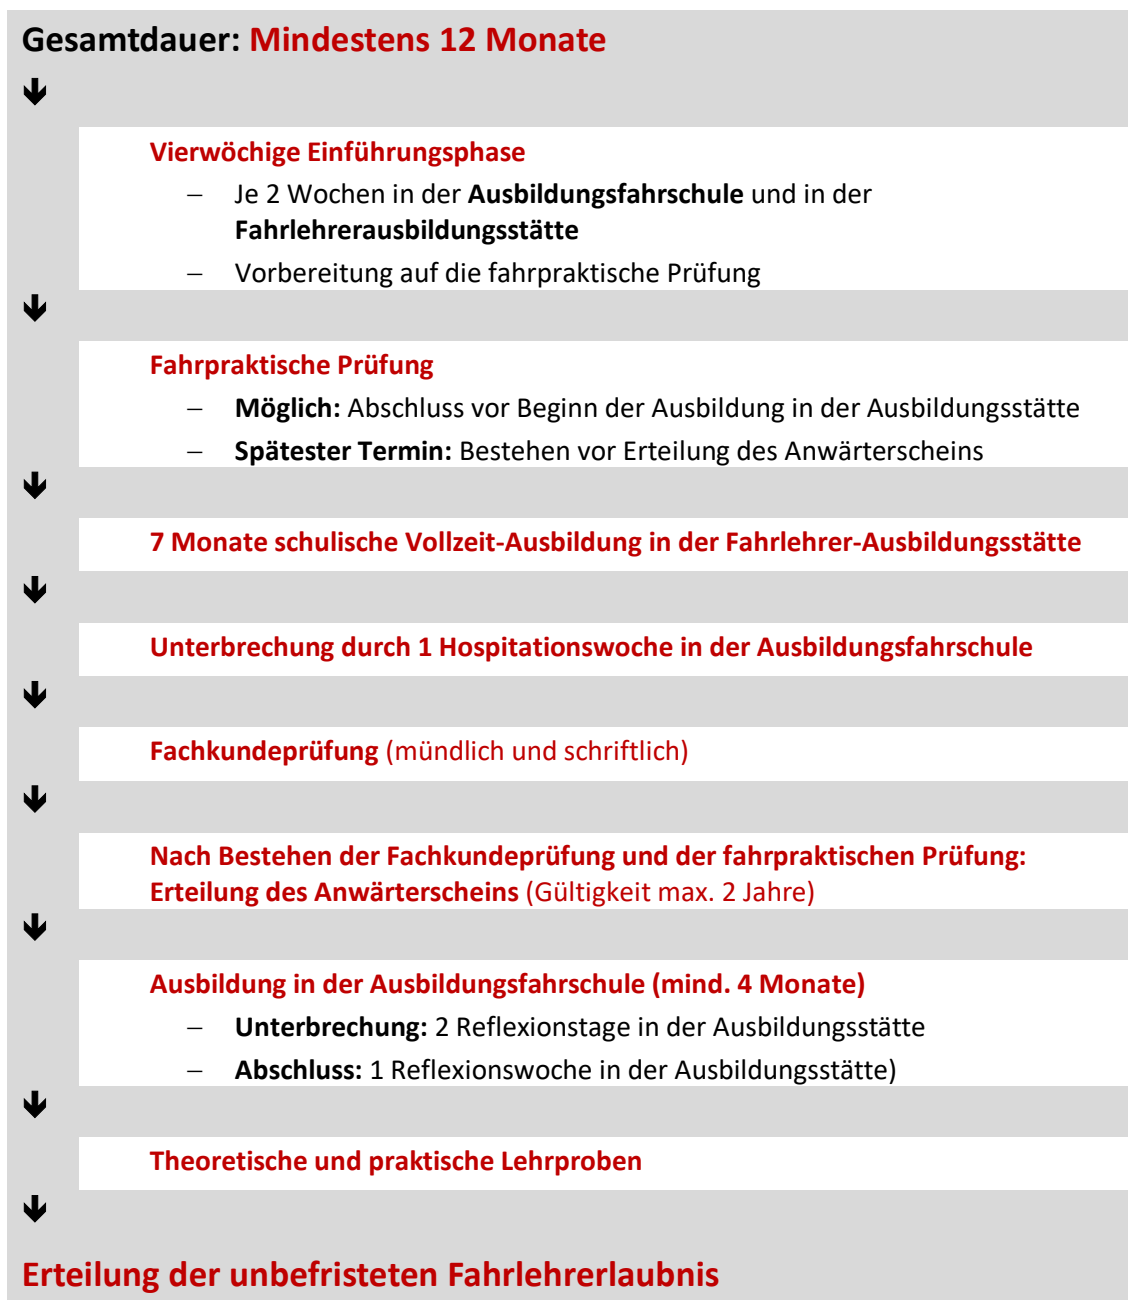 Gesamtdauer: Mindestens 12 Monate
Vierwöchige Einführungsphase
– Je 2 Wochen in der Ausbildungsfahrschule und in der
Fahrlehrerausbildungsstätte
– Vorbereitung auf die fahrpraktische Prüfung
Fahrpraktische Prüfung
– Möglich: Abschluss vor Beginn der Ausbildung in der Ausbildungsstätte
– Spätester Termin: Bestehen vor Erteilung des Anwärterscheins
7 Monate schulische Vollzeit-Ausbildung in der Fahrlehrer-Ausbildungsstätte
Unterbrechung durch 1 Hospitationswoche in der Ausbildungsfahrschule
Fachkundeprüfung (mündlich und schriftlich)
Nach Bestehen der Fachkundeprüfung und der fahrpraktischen Prüfung:
Erteilung des Anwärterscheins (Gültigkeit max. 2 Jahre)
Ausbildung in der Ausbildungsfahrschule (mind. 4 Monate)
– Unterbrechung: 2 Reflexionstage in der Ausbildungsstätte
– Abschluss: 1 Reflexionswoche in der Ausbildungsstätte)
Theoretische und praktische Lehrproben
Erteilung der unbefristeten Fahrlehrerlaubnis